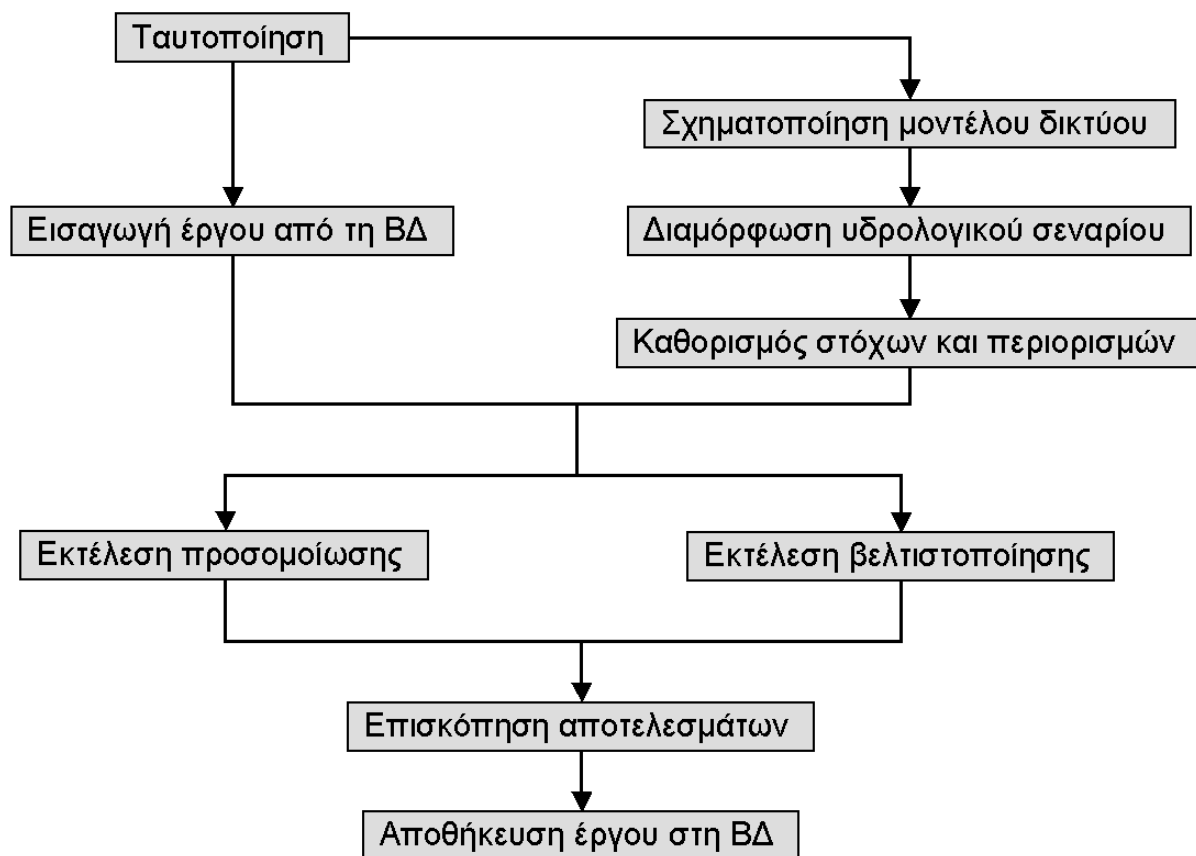 Ταυτοποίηση
Σχηματοποίηση μοντέλου δικτύου
Εισαγωγή έργου από τη ΒΔ
Διαμόρφωση υδρολογικού σεναρίου
Καθορισμός στόχων και περιορισμών
Εκτέλεση προσομοίωσης
Εκτέλεση βελτιστοποίησης
Επισκόπηση αποτελεσμάτων
Αποθήκευση έργου στη ΒΔ